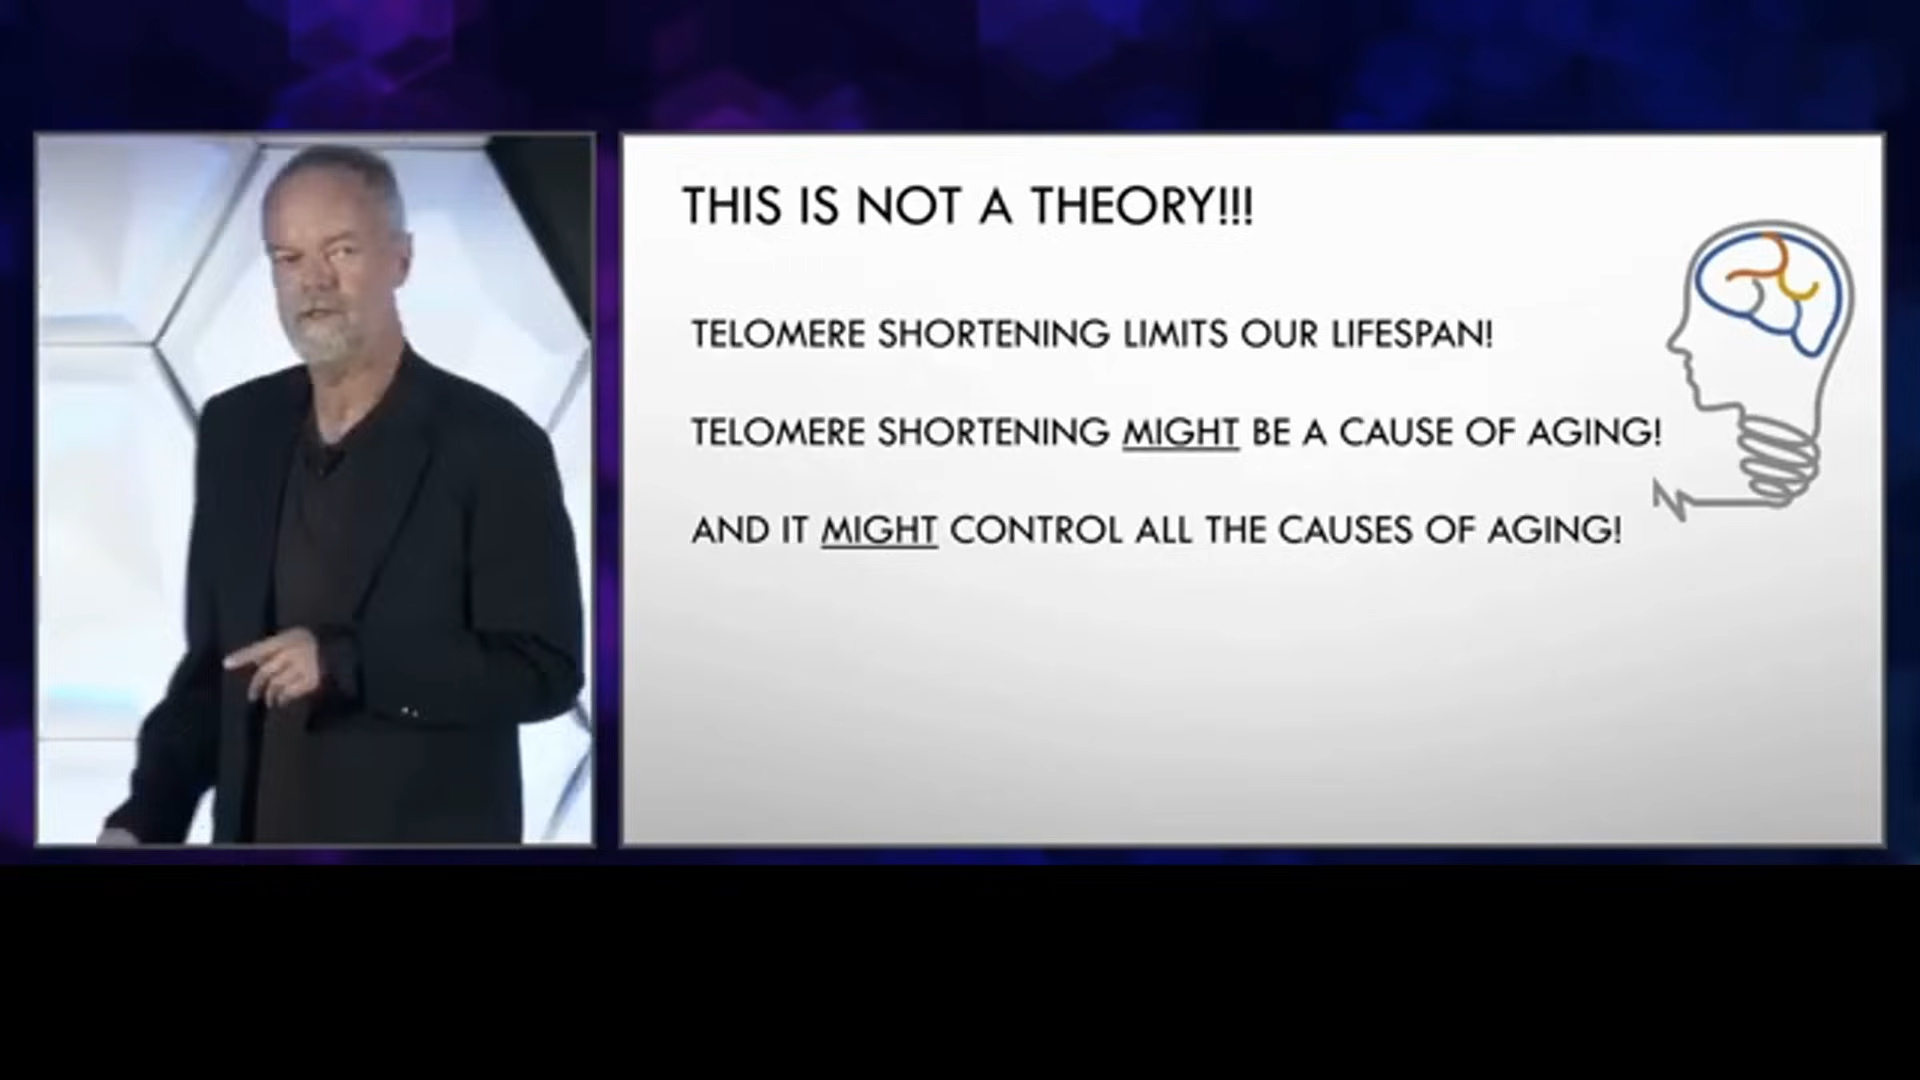 THIS IS NOT A THEORY!!!
TELOMERE SHORTENING LIMITS OUR LIFESPAN!
TELOMERE SHORTENING MIGHT BE A CAUSE OF AGING!
AND IT MIGHT CONTROL ALL THE CAUSES OF AGING!